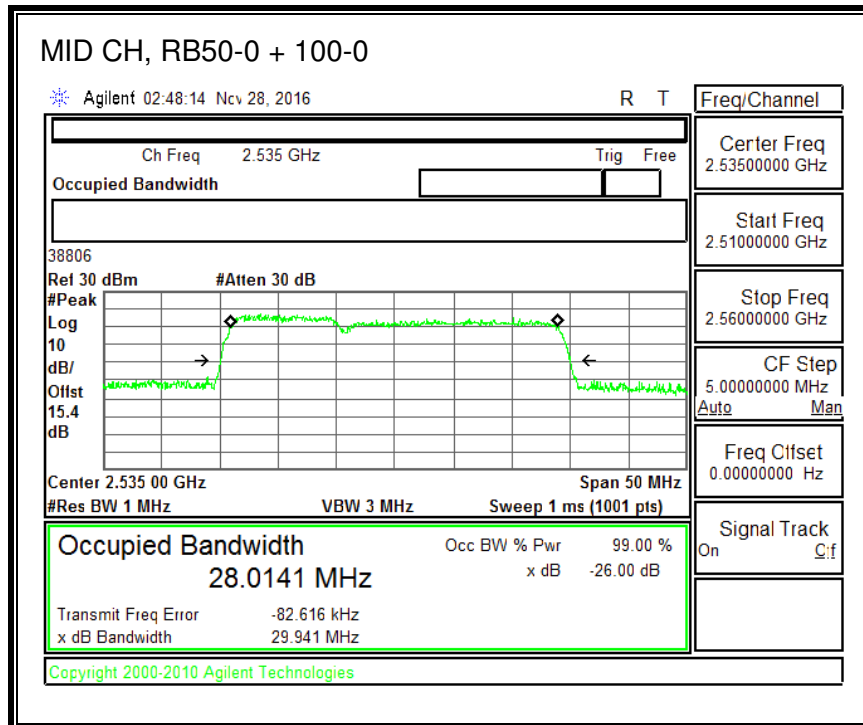 MID CH, RB50-0 + 100-0
Agilent 02:48:14 Nov 28, 2016 R T
Freq/Channel
Ch Freq 2.535 GHz Trig Free
Occupied Bandwidth
Center Freq
2.53500000 GHz
Start Freq
2.51000000 GHz
Stop Freq
2.56000000 GHz
CF Step
5.00000000 MHz
Auto Man
Freq Offset
0.00000000 Hz
Signal Track
On Off
38806
Ref 30 dBm #Atten 30 dB
#Peak
Log
10
dB/
Offst
15.4
dB
Center 2.535 00 GHz Span 50 MHz
#Res BW 1 MHz VBW 3 MHz Sweep 1 ms (1001 pts)
Occupied Bandwidth Occ BW % Pwr 99.00 %
28.0141 MHz x dB -26.00 dB
Transmit Freq Error -82.616 kHz
x dB Bandwidth 29.941 MHz
Copyright 2000-2010 Agilent Technologies